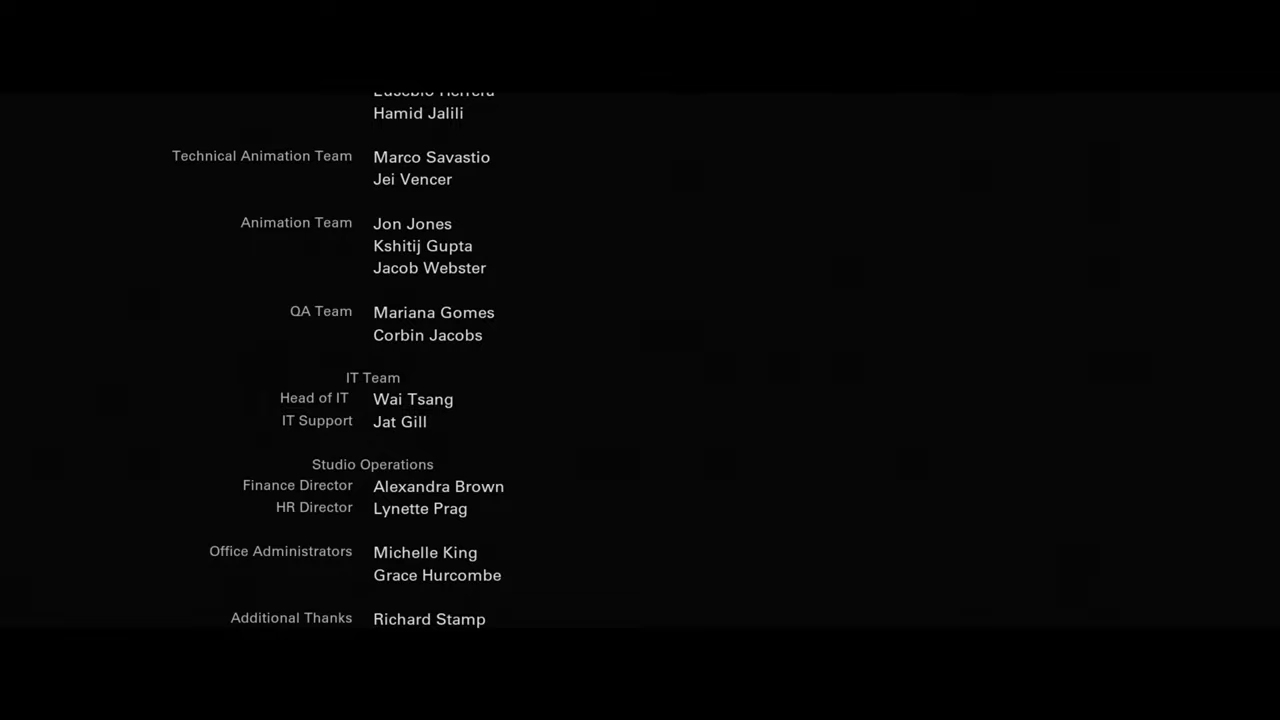 Eusebio Herrera
Hamid Jalili
Technical Animation Team Marco Savastio
Jei Vencer
Animation Team Jon Jones
Kshitij Gupta
Jacob Webster
QA Team Mariana Gomes
Corbin Jacobs
IT Team
Head of IT Wai Tsang
IT Support Jat Gill
Studio Operations
Finance Director Alexandra Brown
HR Director Lynette Prag
Office Administrators Michelle King
Grace Hurcombe
Additional Thanks Richard Stamp